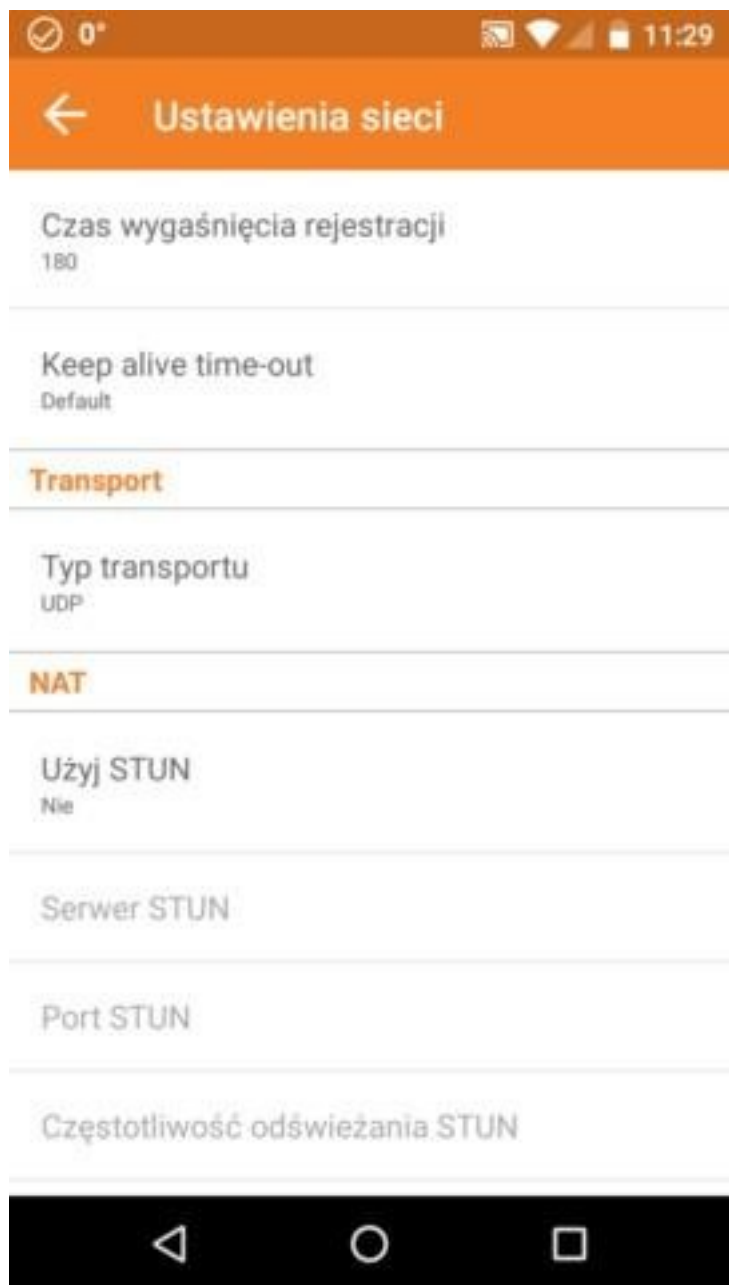 0°
11:29
Ustawienia sieci
Czas wygaśnięcia rejestracji
180
Keep alive time-out
Default
Transport
Typ transportu
UDP
NAT
Użyj STUN
Nie
Serwer STUN
Port STUN
Częstotliwość odświeżania STUN